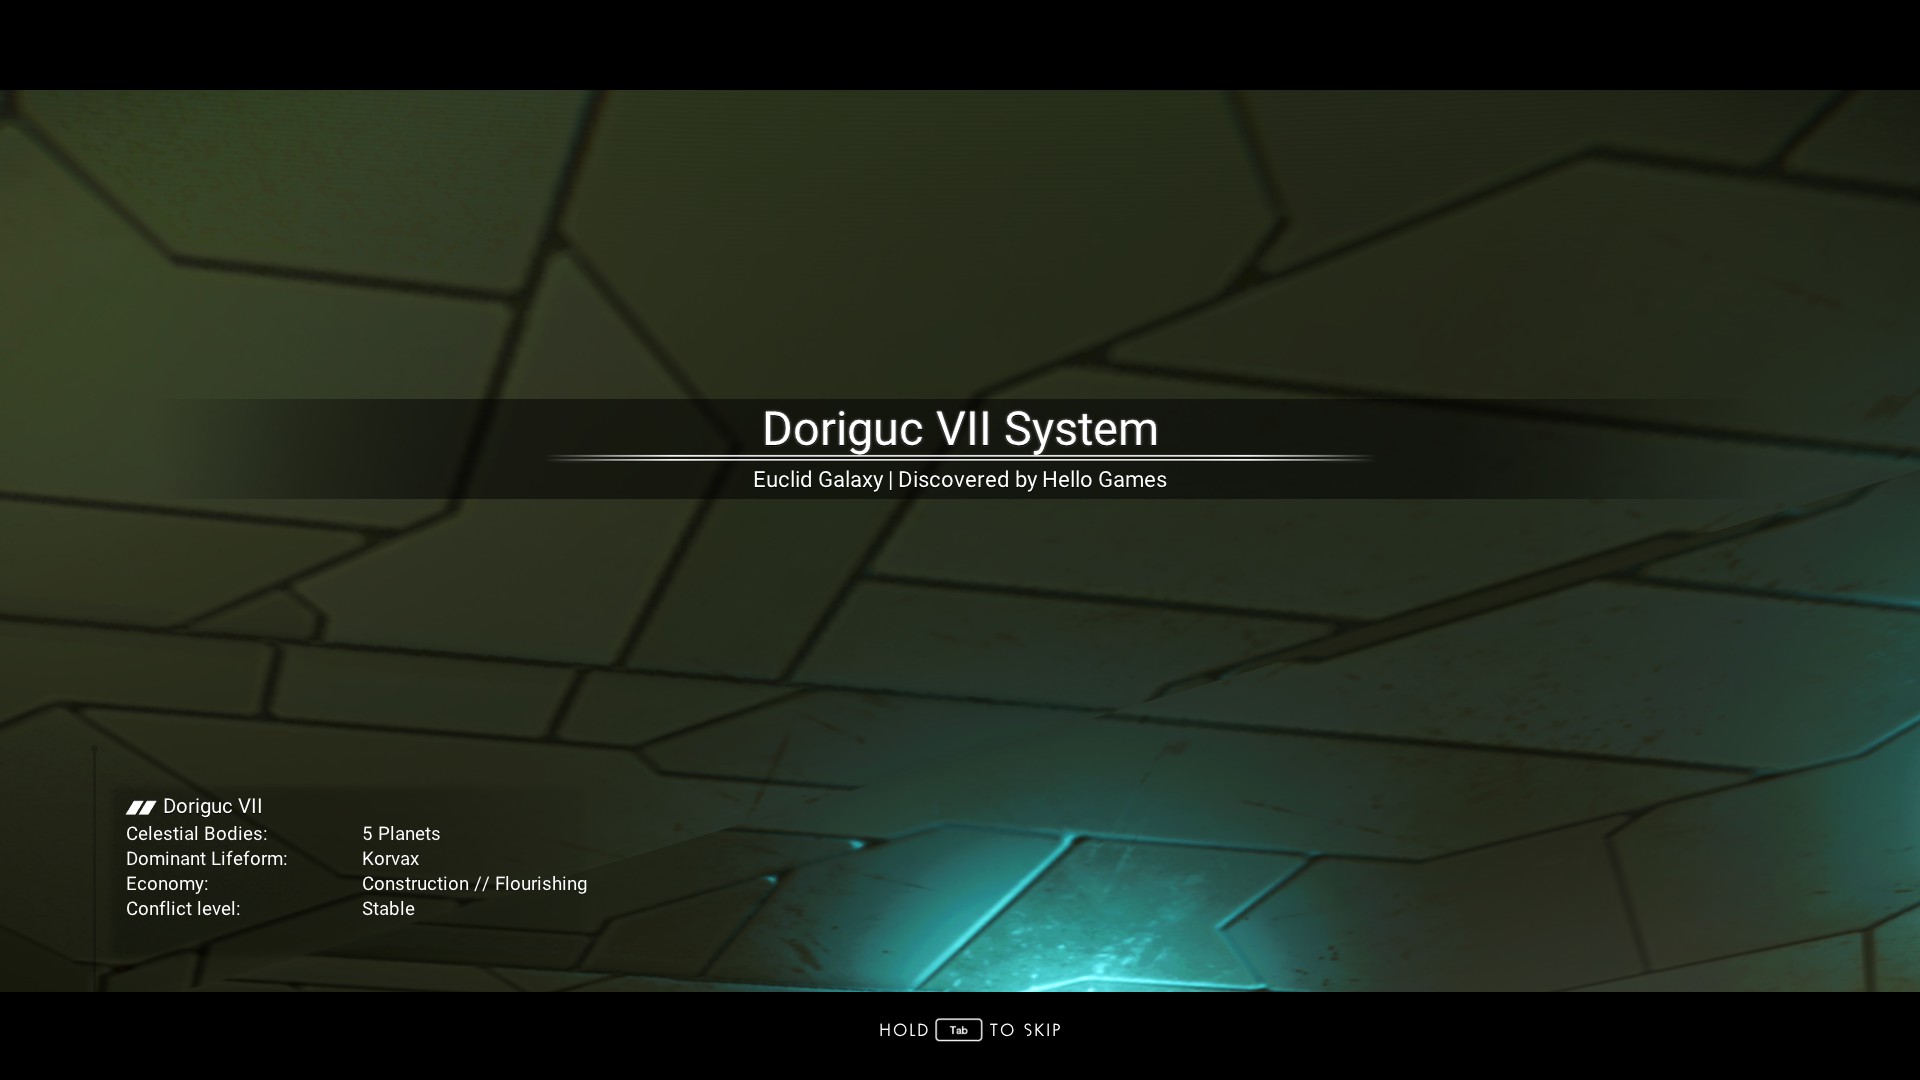 Doriguc VII System
Euclid Galaxy | Discovered by Hello Games
Doriguc VII
Celestial Bodies: 5 Planets
Dominant Lifeform: Korvax
Economy: Construction // Flourishing
Conflict level: Stable
HOLD Tab TO SKIP